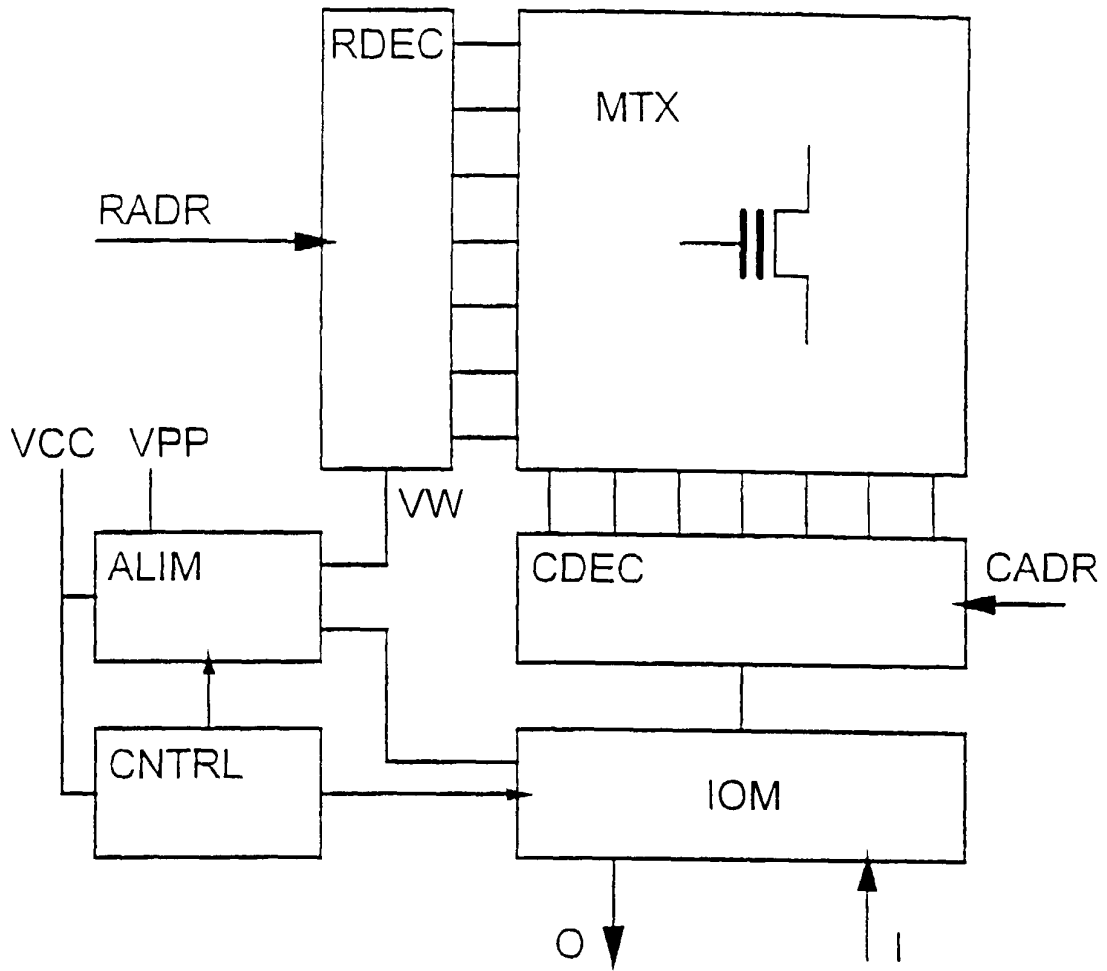 RDEC
MTX
RADR
VCC VPP
VW
ALIM
CDEC
CADR
CNTRL
IOM
O
I